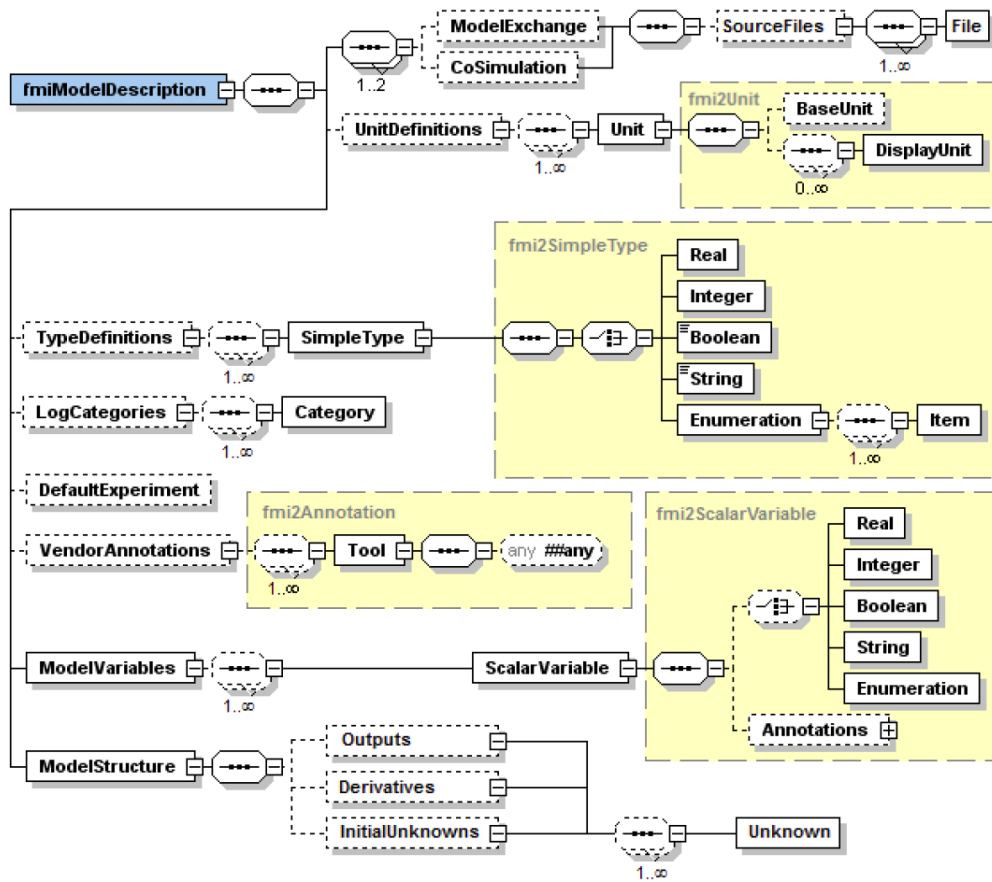 ModelExchange
SourceFiles
File
1..∞
fmiModelDescription
CoSimulation
1..2
fmi2Unit
BaseUnit
UnitDefinitions
Unit
DisplayUnit
1..∞
0..∞
fmi2SimpleType
Real
Integer
TypeDefinitions
SimpleType
Boolean
1..∞
String
LogCategories
Category
Enumeration
Item
1..∞
1..∞
DefaultExperiment
fmi2Annotation
fmi2ScalarVariable
Real
VendorAnnotations
Tool
any ##any
Integer
1..∞
Boolean
String
ModelVariables
ScalarVariable
Enumeration
1..∞
Annotations
Outputs
ModelStructure
Derivatives
InitialUnknowns
Unknown
1..∞